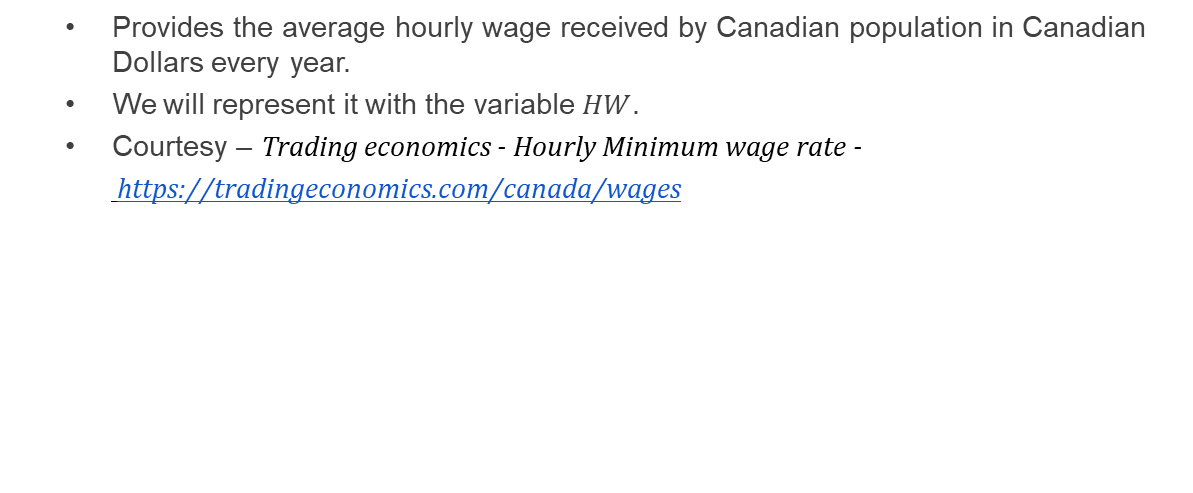 • Provides the average hourly wage received by Canadian population in Canadian
Dollars every year.
• We will represent it with the variable HW.
• Courtesy – Trading economics - Hourly Minimum wage rate -
https://tradingeconomics.com/canada/wages